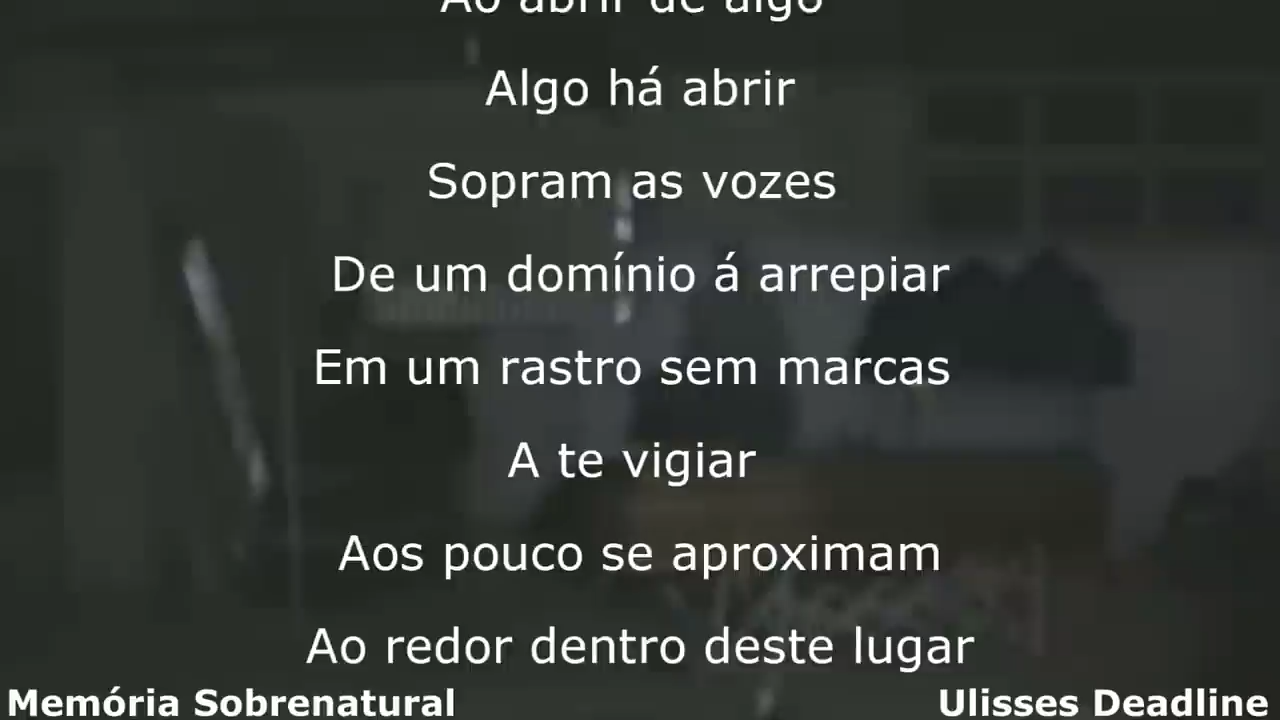 Ao abrir de algo
Algo há abrir
Sopram as vozes
De um domínio á arrepiar
Em um rastro sem marcas
A te vigiar
Aos pouco se aproximam
Ao redor dentro deste lugar
Memória Sobrenatural
Ulisses Deadline